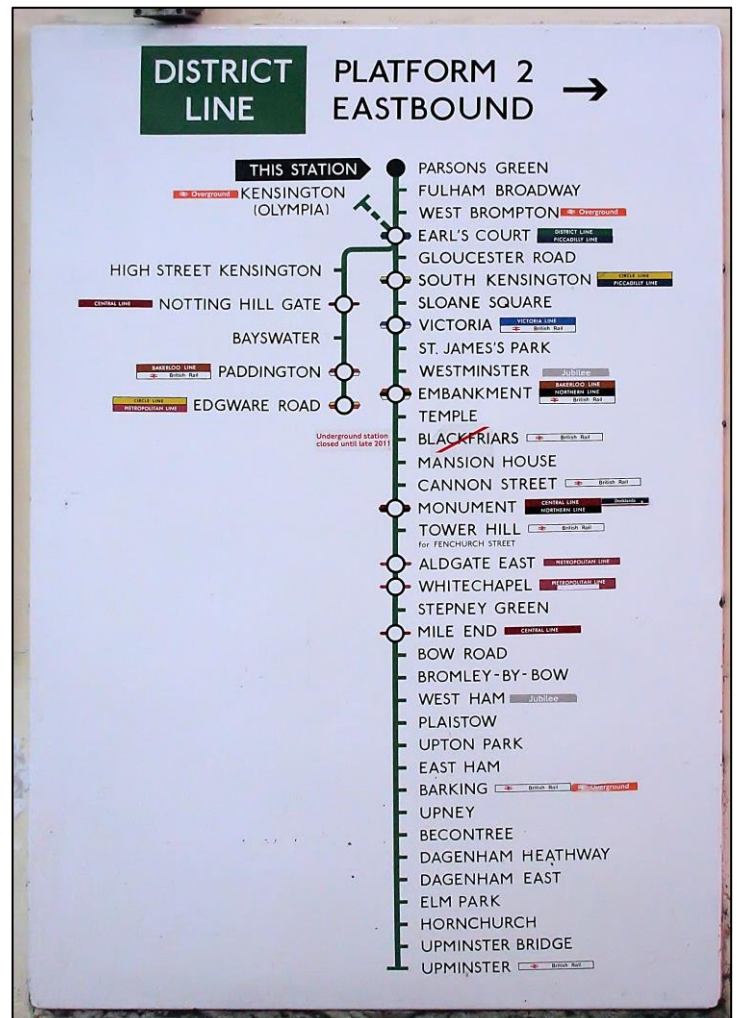 DISTRICT LINE
PLATFORM 2 EASTBOUND →
THIS STATION
PARSONS GREEN
Overground KENSINGTON (OLYMPIA)
FULHAM BROADWAY
WEST BROMPTON Overground
EARL'S COURT DISTRICT LINE PICCADILLY LINE
GLOUCESTER ROAD
HIGH STREET KENSINGTON
SOUTH KENSINGTON CIRCLE LINE PICCADILLY LINE
CENTRAL LINE NOTTING HILL GATE
SLOANE SQUARE
VICTORIA VICTORIA LINE British Rail
BAYSWATER
ST. JAMES'S PARK
BAKERLOO LINE British Rail PADDINGTON
WESTMINSTER Jubilee
EMBANKMENT BAKERLOO LINE NORTHERN LINE British Rail
CIRCLE LINE METROPOLITAN LINE EDGWARE ROAD
TEMPLE
Underground station closed until late 2011
BLACKFRIARS British Rail
MANSION HOUSE
CANNON STREET British Rail
MONUMENT CENTRAL LINE NORTHERN LINE Docklands
TOWER HILL British Rail
for FENCHURCH STREET
ALDGATE EAST METROPOLITAN LINE
WHITECHAPEL METROPOLITAN LINE
STEPNEY GREEN
MILE END CENTRAL LINE
BOW ROAD
BROMLEY-BY-BOW
WEST HAM Jubilee
PLAISTOW
UPTON PARK
EAST HAM
BARKING British Rail Overground
UPNEY
BECONTREE
DAGENHAM HEATHWAY
DAGENHAM EAST
ELM PARK
HORNCHURCH
UPMINSTER BRIDGE
UPMINSTER British Rail